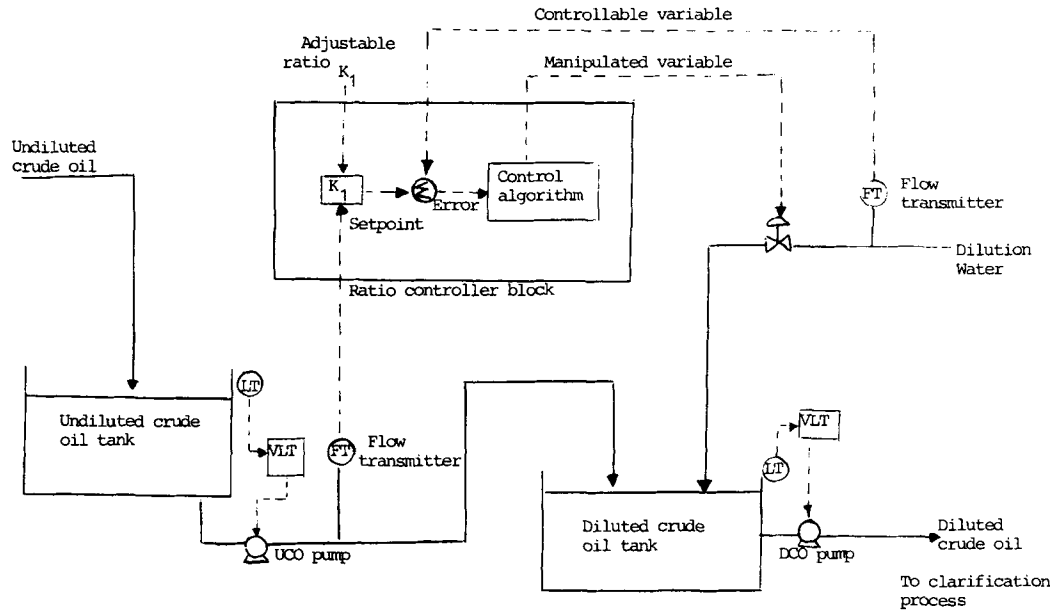 Controllable variable
Adjustable
ratio
K1
Manipulated variable
Undiluted
crude oil
K1
Control
algorithm
Σ
Error
Setpoint
FT
Flow
transmitter
Dilution
Water
Ratio controller block
LT
Undiluted crude
oil tank
VLT
FT
Flow
transmitter
VLT
LT
UCO pump
Diluted crude
oil tank
DCO pump
Diluted
crude oil
To clarification
process